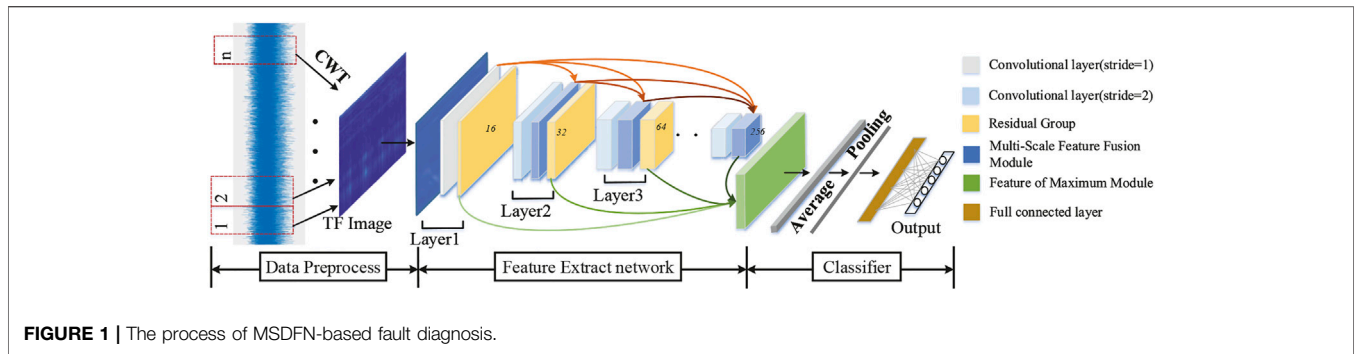 n
2
1
CWT
TF Image
16
32
64
256
Layer1
Layer2
Layer3
Average
Pooling
Output
Data Preprocess
Feature Extract network
Classifier
Convolutional layer(stride=1)
Convolutional layer(stride=2)
Residual Group
Multi-Scale Feature Fusion
Module
Feature of Maximum Module
Full connected layer
FIGURE 1 | The process of MSDFN-based fault diagnosis.